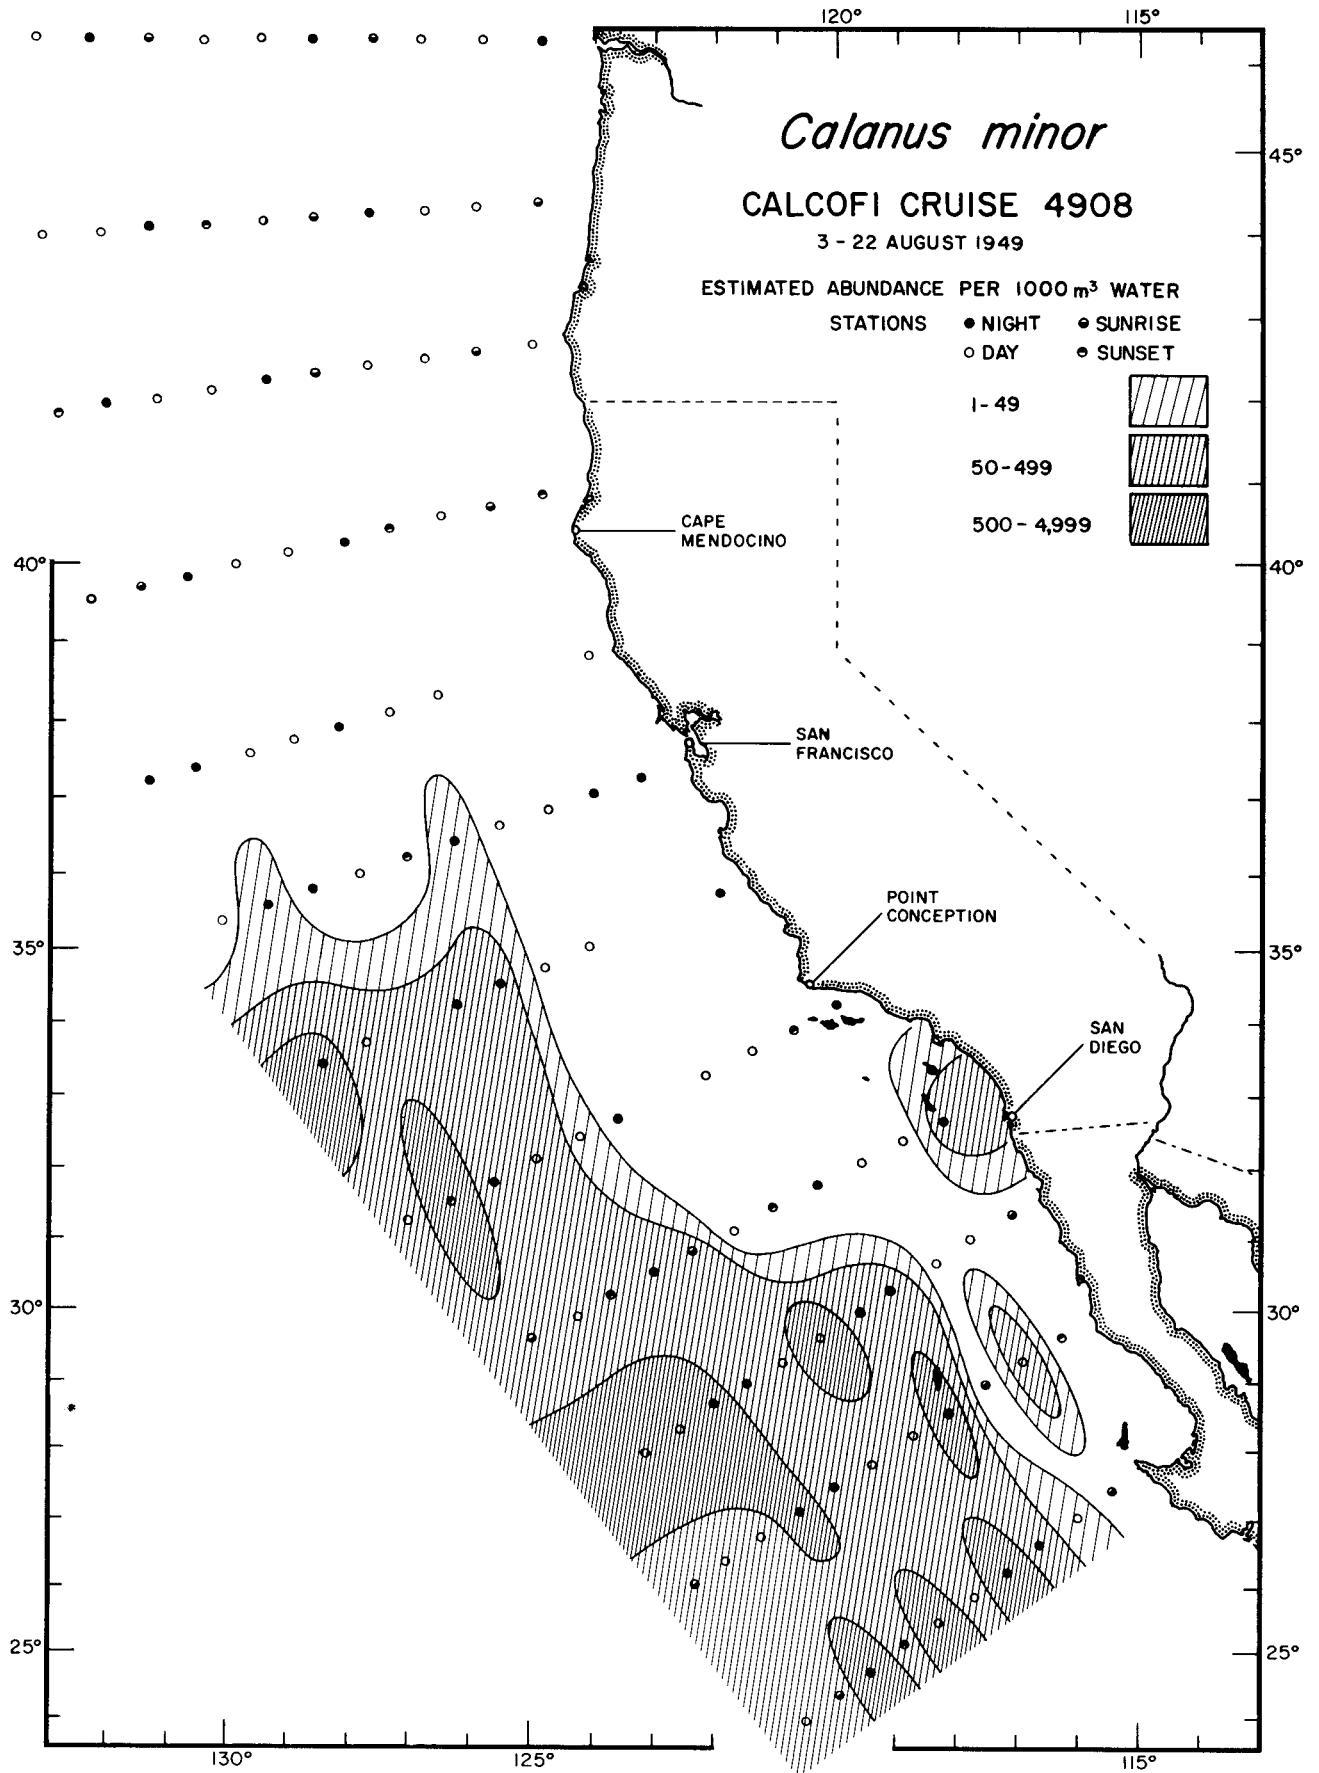 120° 115°
Calanus minor
45°
CALCOFI CRUISE 4908
3 - 22 AUGUST 1949
ESTIMATED ABUNDANCE PER 1000 m³ WATER
STATIONS ● NIGHT ◒ SUNRISE
○ DAY ◓ SUNSET
1 - 49
50 - 499
500 - 4,999
CAPE
MENDOCINO
40° 40°
SAN
FRANCISCO
POINT
CONCEPTION
35° 35°
SAN
DIEGO
30° 30°
25° 25°
130° 125° 115°